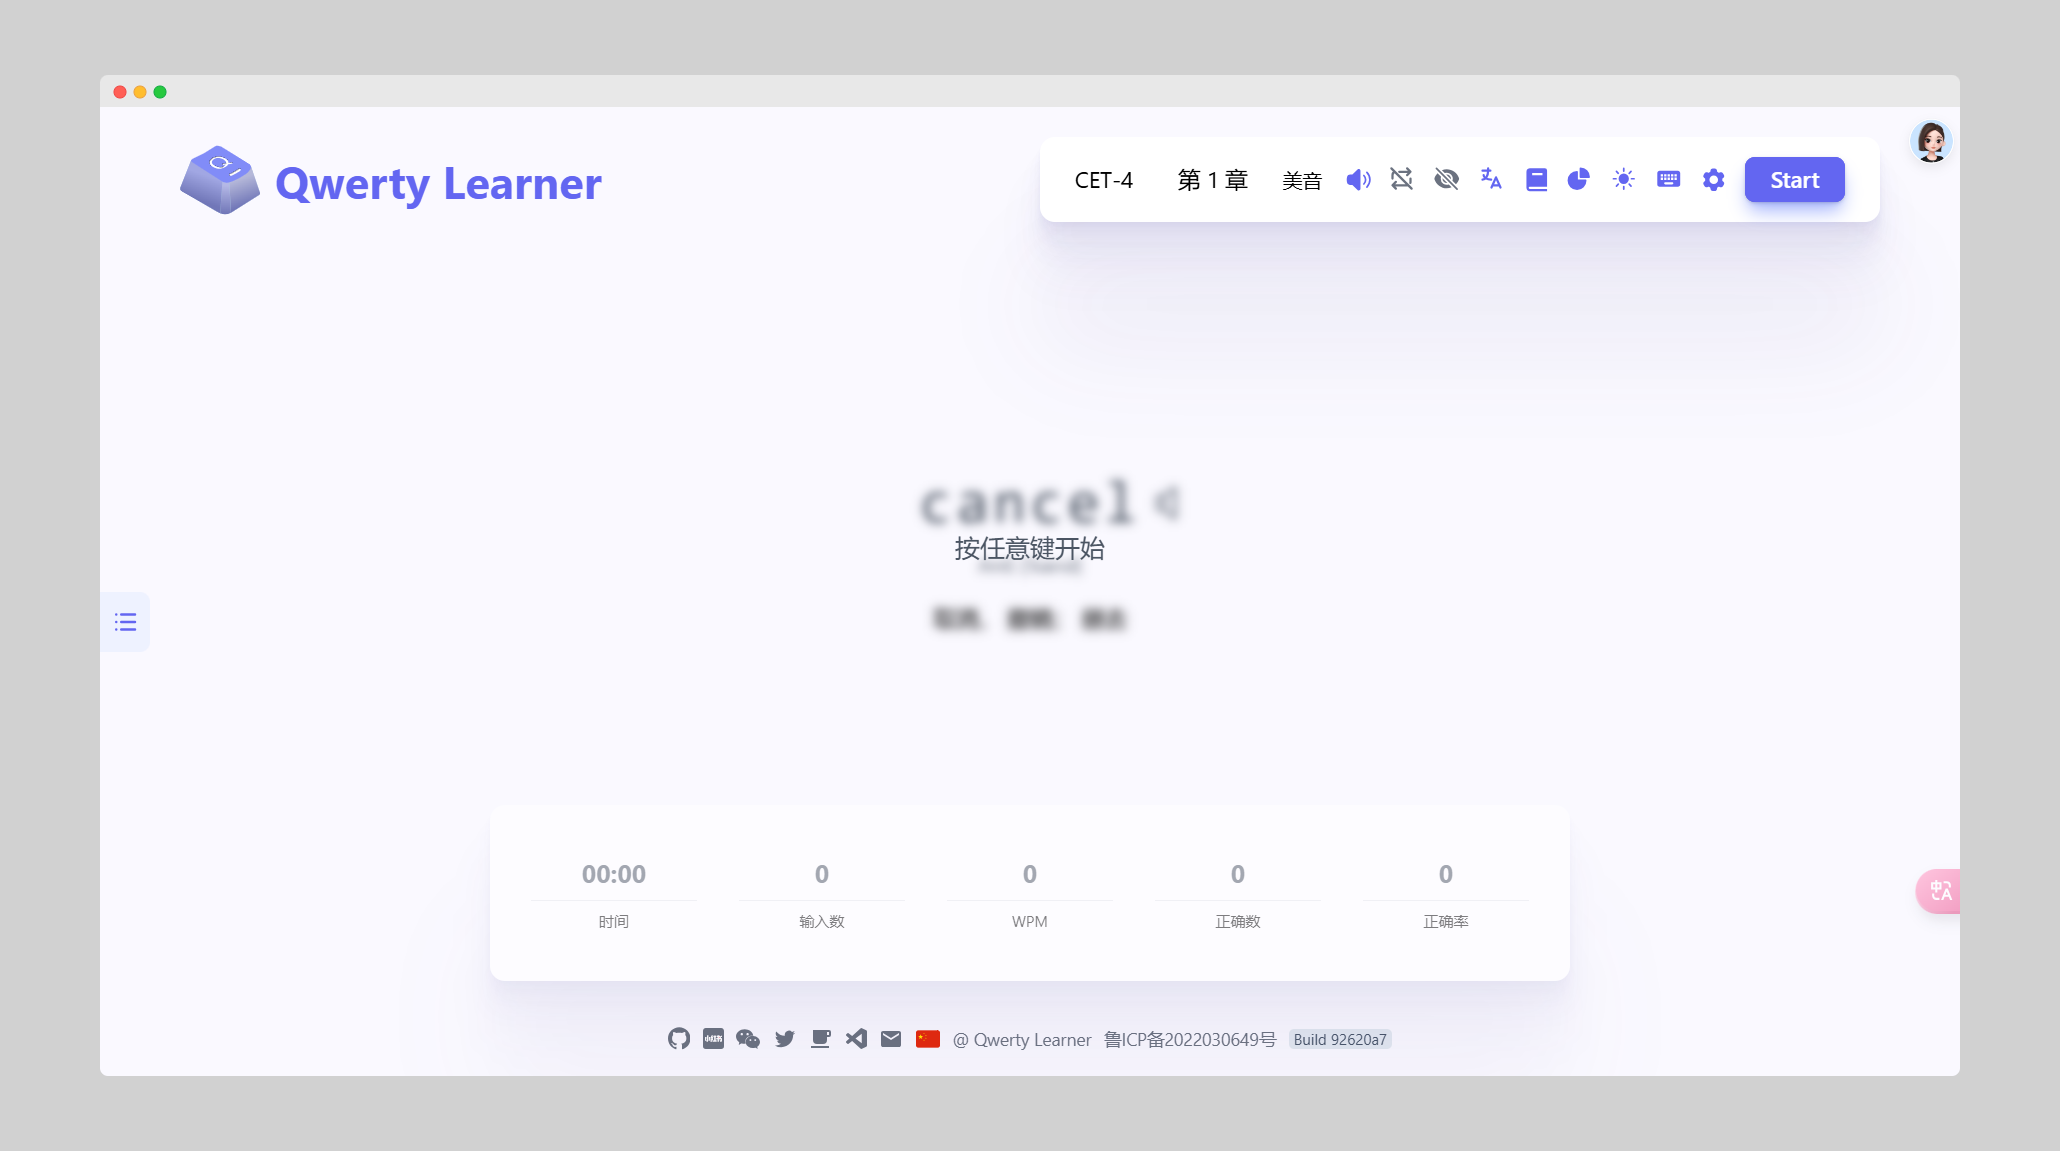 Qwerty Learner
CET-4 第 1 章 美音 Start
cancel
按任意键开始
00:00 0 0 0 0
时间 输入数 WPM 正确数 正确率
@ Qwerty Learner 鲁ICP备2022030649号 Build 92620a7